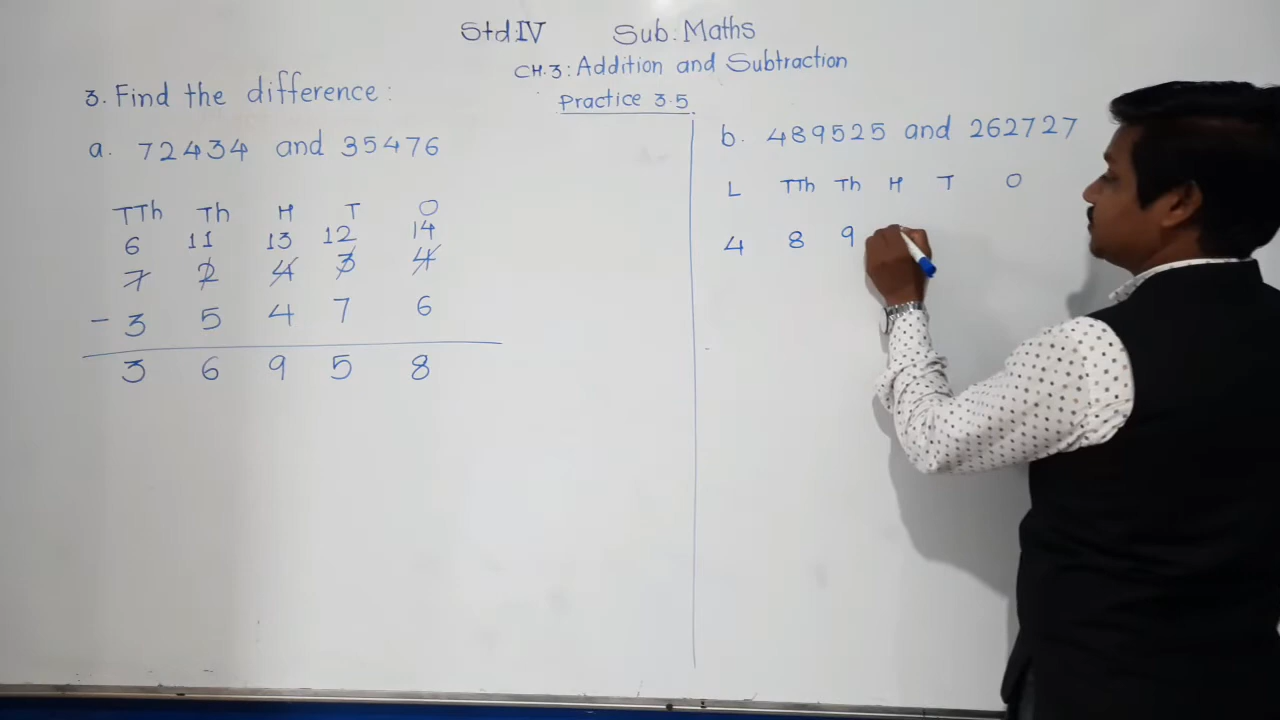 Std:IV Sub: Maths
CH.3: Addition and Subtraction
Practice 3.5
3. Find the difference:
a. 72434 and 35476
TTh Th H T O
6 11 13 12 14
7 2 4 3 4
- 3 5 4 7 6
3 6 9 5 8
b. 489525 and 262727
L TTh Th H T O
4 8 9